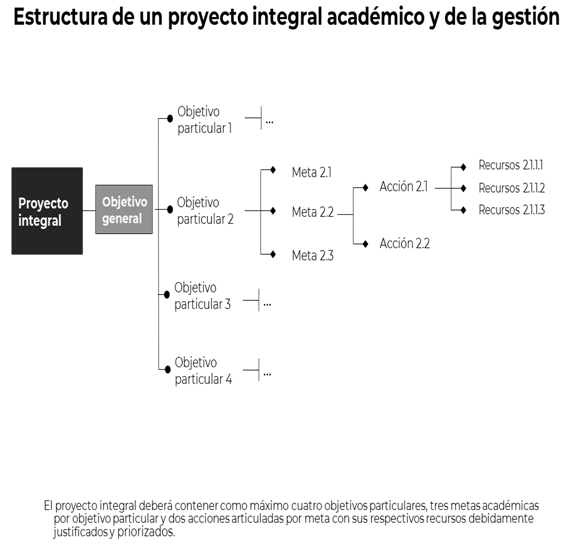 Estructura de un proyecto integral académico y de la gestión
Objetivo
particular 1
...
Proyecto
integral
Objetivo
general
Objetivo
particular 2
Meta 2.1
Meta 2.2
Meta 2.3
Acción 2.1
Acción 2.2
Recursos 2.1.1.1
Recursos 2.1.1.2
Recursos 2.1.1.3
Objetivo
particular 3
...
Objetivo
particular 4
...
El proyecto integral deberá contener como máximo cuatro objetivos particulares, tres metas académicas
por objetivo particular y dos acciones articuladas por meta con sus respectivos recursos debidamente
justificados y priorizados.